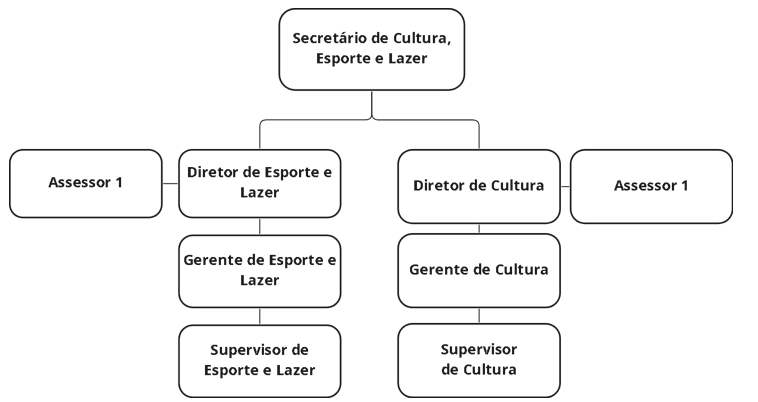 Secretário de Cultura,
Esporte e Lazer
Assessor 1
Diretor de Esporte e
Lazer
Diretor de Cultura
Assessor 1
Gerente de Esporte e
Lazer
Gerente de Cultura
Supervisor de
Esporte e Lazer
Supervisor
de Cultura